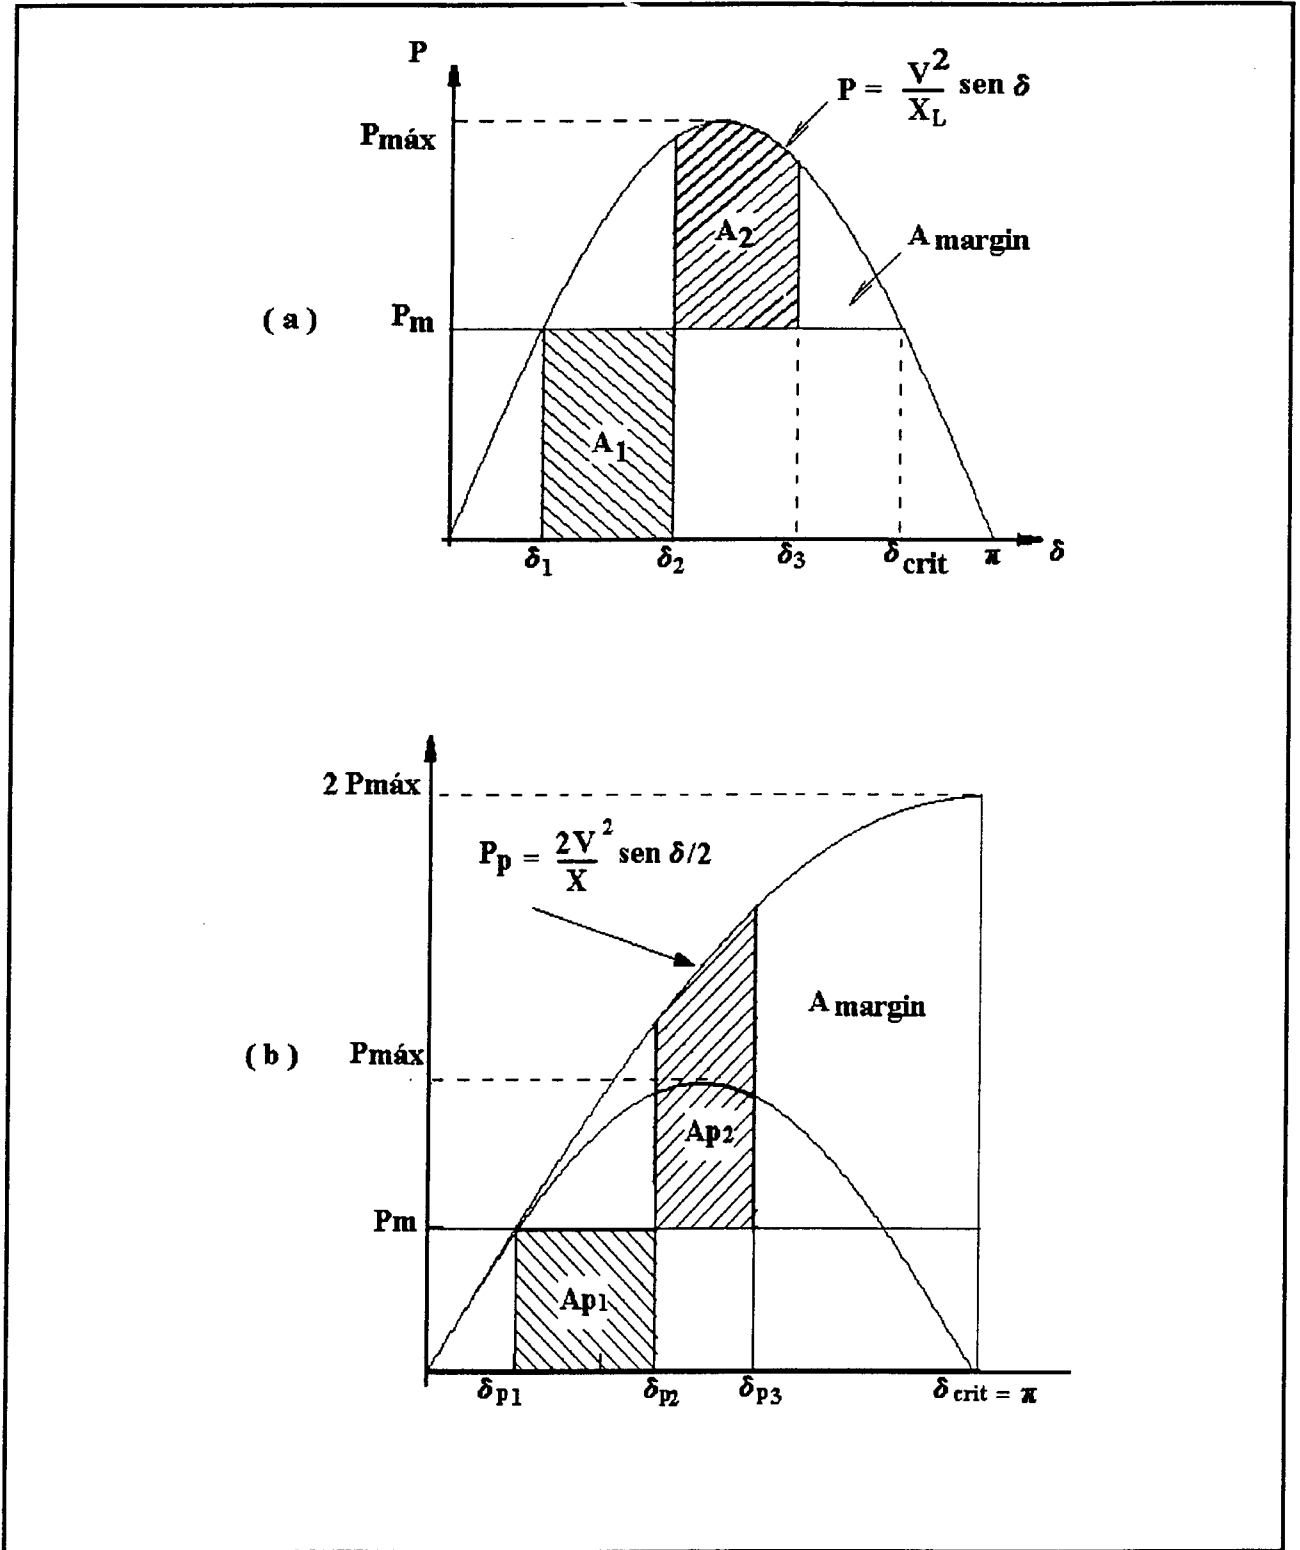 P
P = V² / X_L sen δ
Pmáx
A₂
A margin
( a )
Pm
A₁
δ₁ δ₂ δ₃ δcrit π δ
2 Pmáx
Pp = 2V² / X sen δ/2
A margin
( b )
Pmáx
Ap₂
Pm
Ap₁
δp1 δp2 δp3 δcrit = π